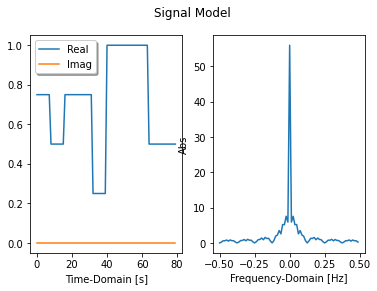 Signal Model
1.0
0.8
0.6
0.4
0.2
0.0
0 20 40 60 80
Time-Domain [s]
Real
Imag
Abs
50
40
30
20
10
0
−0.50 −0.25 0.00 0.25 0.50
Frequency-Domain [Hz]